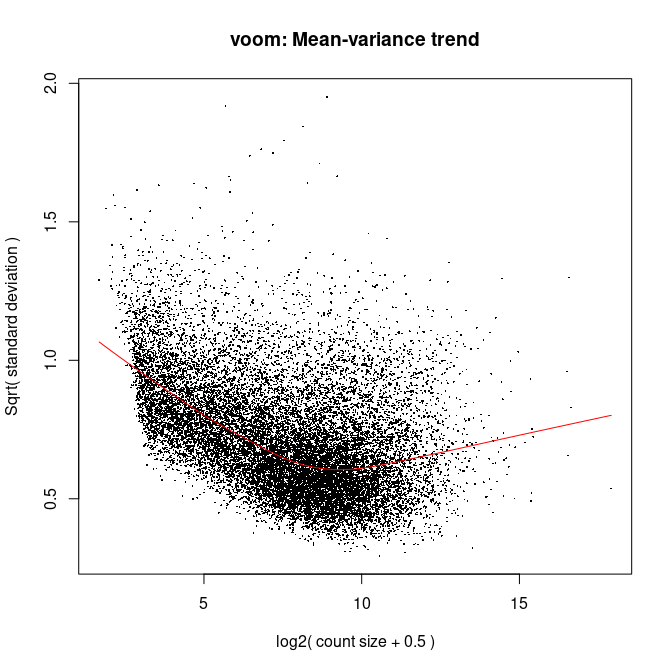 voom: Mean-variance trend
2.0
1.5
1.0
0.5
Sqrt( standard deviation )
5 10 15
log2( count size + 0.5 )